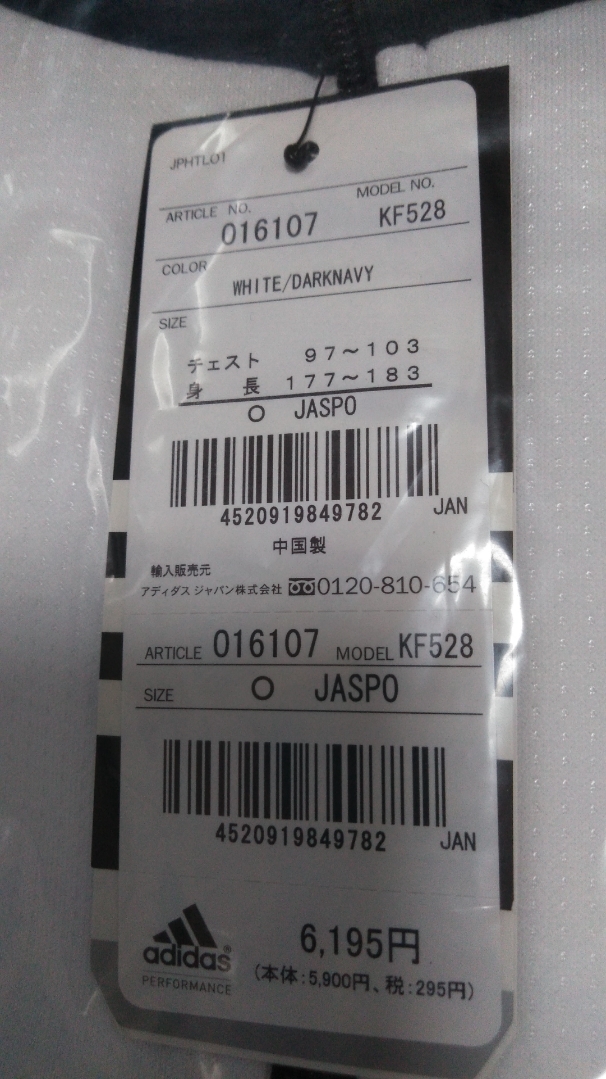 JPHTL01
ARTICLE NO. MODEL NO.
016107 KF528
COLOR
WHITE/DARKNAVY
SIZE
チェスト 97～103
身 長 177～183
O JASPO
4520919849782 JAN
中国製
輸入販売元
アディダス ジャパン株式会社 0120-810-654
ARTICLE 016107 MODEL KF528
SIZE O JASPO
4520919849782 JAN
adidas®
PERFORMANCE
6,195円
(本体:5,900円、税:295円)